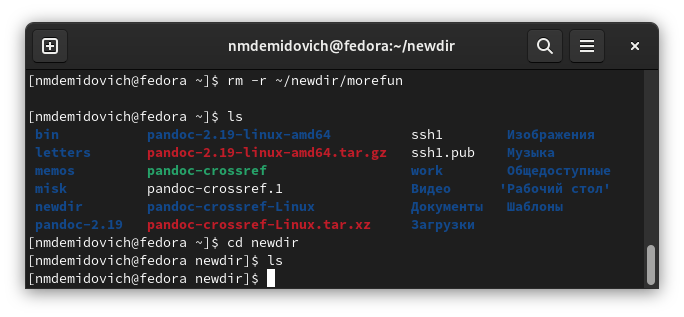 nmdemidovich@fedora:~/newdir
[nmdemidovich@fedora ~]$ rm -r ~/newdir/morefun
[nmdemidovich@fedora ~]$ ls
bin pandoc-2.19-linux-amd64 ssh1 Изображения
letters pandoc-2.19-linux-amd64.tar.gz ssh1.pub Музыка
memos pandoc-crossref work Общедоступные
misk pandoc-crossref.1 Видео 'Рабочий стол'
newdir pandoc-crossref-Linux Документы Шаблоны
pandoc-2.19 pandoc-crossref-Linux.tar.xz Загрузки
[nmdemidovich@fedora ~]$ cd newdir
[nmdemidovich@fedora newdir]$ ls
[nmdemidovich@fedora newdir]$